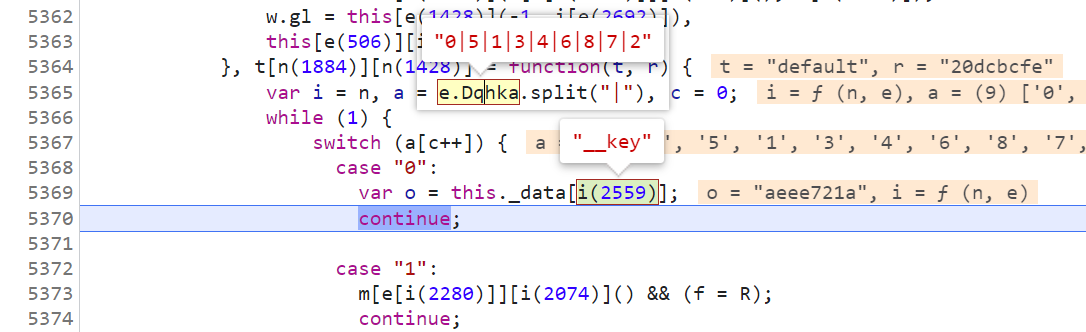 5362 w.gl = this[e(1428)](-1, i[e(2692)]),
5363 this[e(506)][i
"0|5|1|3|4|6|8|7|2"
5364 }, t[n(1884)][n(1428)] = function(t, r) { t = "default", r = "20dcbcfe"
5365 var i = n, a = e.Dqhka.split("|"), c = 0; i = ƒ (n, e), a = (9) ['0',
5366 while (1) {
5367 switch (a[c++]) { a = "__key" ', '5', '1', '3', '4', '6', '8', '7',
5368 case "0":
5369 var o = this._data[i(2559)]; o = "aeee721a", i = ƒ (n, e)
5370 continue;
5371
5372 case "1":
5373 m[e[i(2280)]][i(2074)]() && (f = R);
5374 continue;